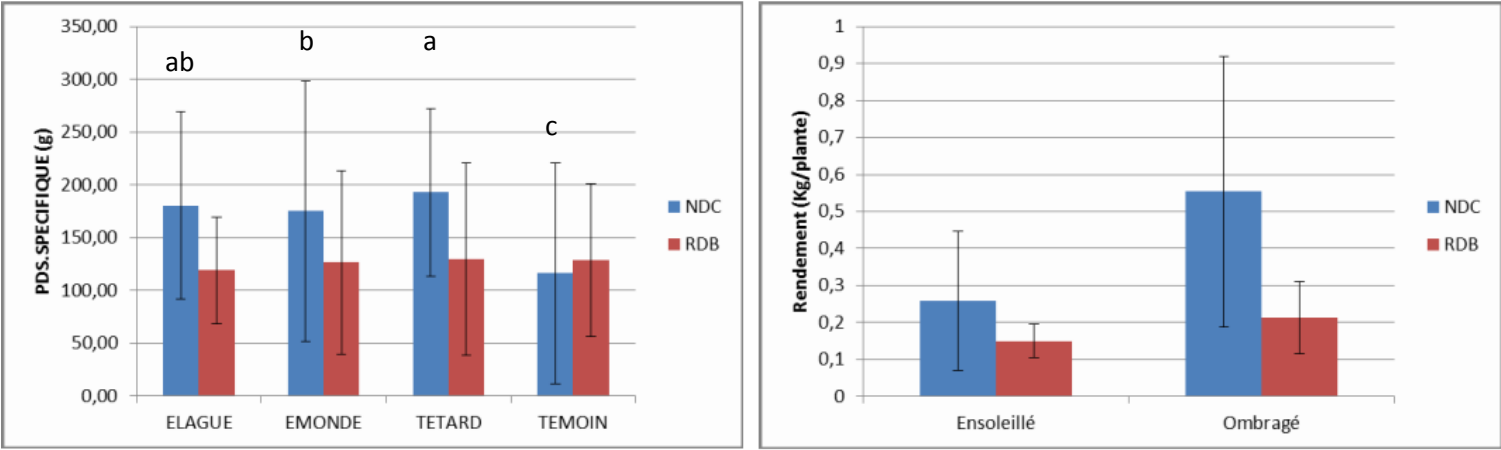 350,00
300,00
250,00
200,00
150,00
100,00
50,00
0,00
PDS.SPECIFIQUE (g)
ab
b
a
c
ELAGUE
EMONDE
TETARD
TEMOIN
NDC
RDB
1
0,9
0,8
0,7
0,6
0,5
0,4
0,3
0,2
0,1
0
Rendement (Kg/plante)
Ensoleillé
Ombragé
NDC
RDB